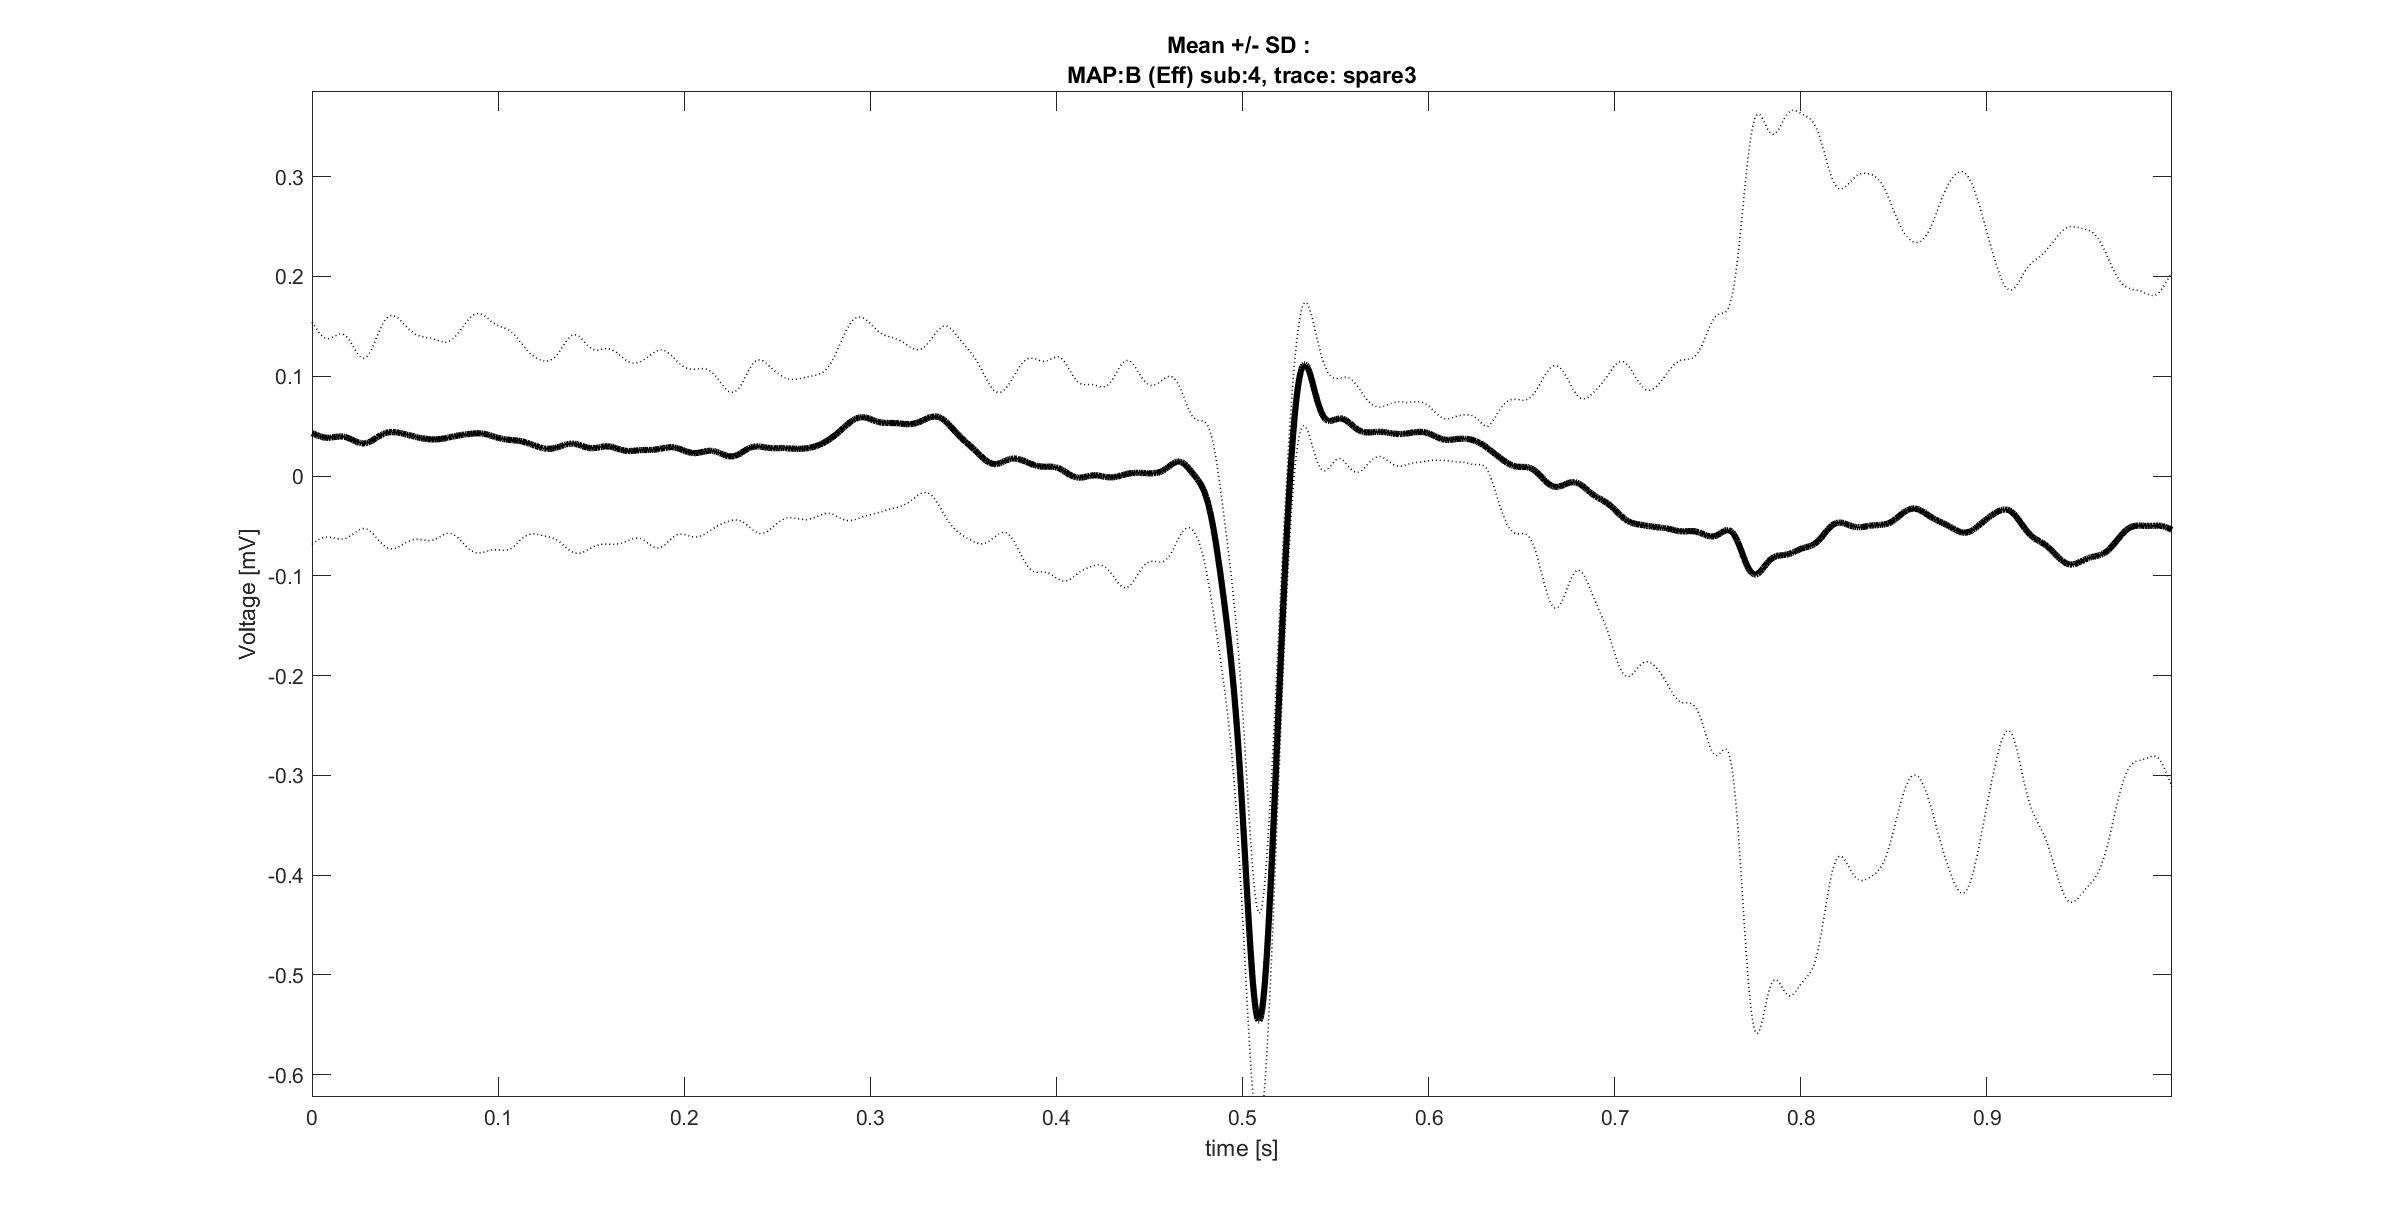 Mean +/- SD :
MAP:B (Eff) sub:4, trace: spare3
0.3
0.2
0.1
0
-0.1
-0.2
-0.3
-0.4
-0.5
-0.6
Voltage [mV]
0 0.1 0.2 0.3 0.4 0.5 0.6 0.7 0.8 0.9
time [s]